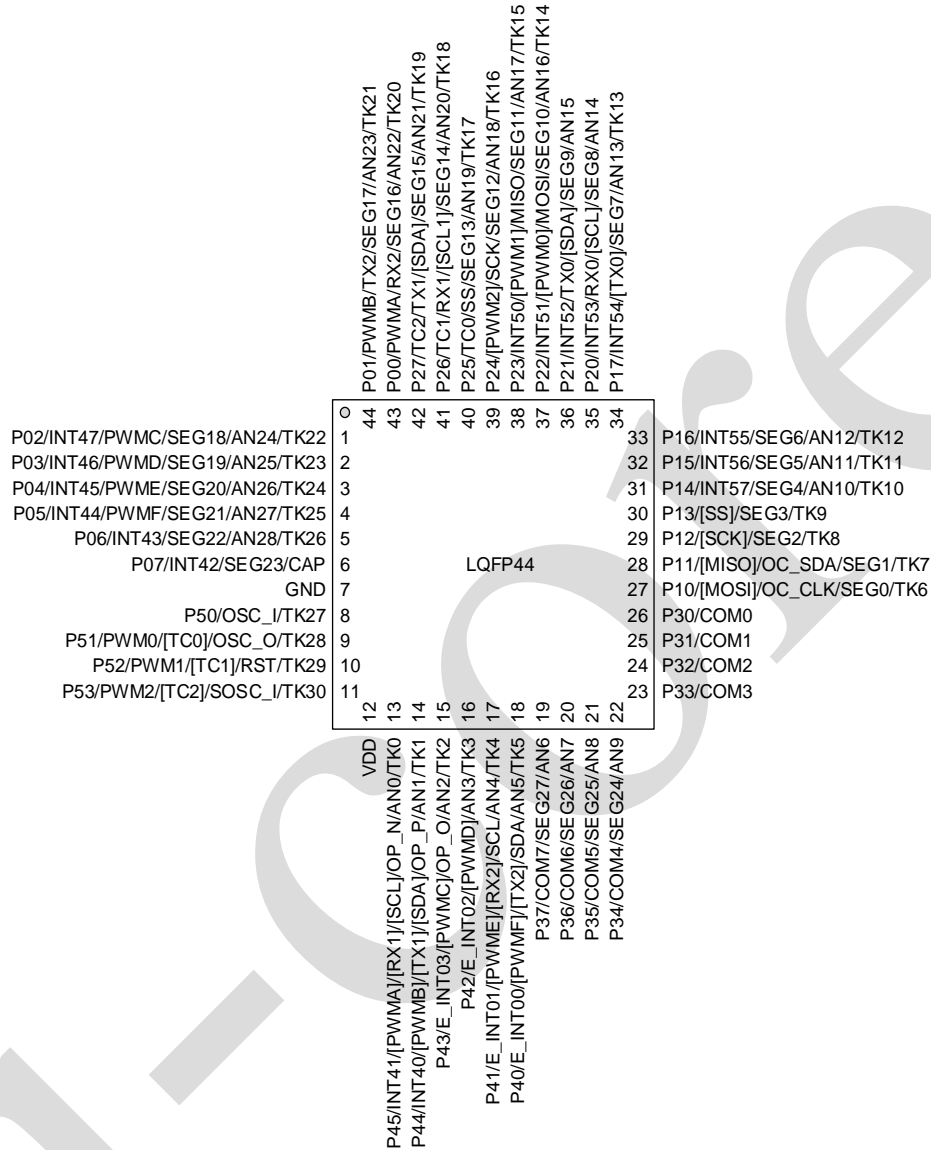 P01/PWMB/TX2/SEG17/AN23/TK21
P00/PWMA/RX2/SEG16/AN22/TK20
P27/TC2/TX1/[SDA]/SEG15/AN21/TK19
P26/TC1/RX1/[SCL1]/SEG14/AN20/TK18
P25/TC0/SS/SEG13/AN19/TK17
P24/[PWM2]/SCK/SEG12/AN18/TK16
P23/INT50/[PWM1]/MISO/SEG11/AN17/TK15
P22/INT51/[PWM0]/MOSI/SEG10/AN16/TK14
P21/INT52/TX0/[SDA]/SEG9/AN15
P20/INT53/RX0/[SCL]/SEG8/AN14
P17/INT54/[TX0]/SEG7/AN13/TK13
44
43
42
41
40
39
38
37
36
35
34
P02/INT47/PWMC/SEG18/AN24/TK22 1
P03/INT46/PWMD/SEG19/AN25/TK23 2
P04/INT45/PWME/SEG20/AN26/TK24 3
P05/INT44/PWMF/SEG21/AN27/TK25 4
P06/INT43/SEG22/AN28/TK26 5
P07/INT42/SEG23/CAP 6
GND 7
P50/OSC_I/TK27 8
P51/PWM0/[TC0]/OSC_O/TK28 9
P52/PWM1/[TC1]/RST/TK29 10
P53/PWM2/[TC2]/SOSC_I/TK30 11
LQFP44
33 P16/INT55/SEG6/AN12/TK12
32 P15/INT56/SEG5/AN11/TK11
31 P14/INT57/SEG4/AN10/TK10
30 P13/[SS]/SEG3/TK9
29 P12/[SCK]/SEG2/TK8
28 P11/[MISO]/OC_SDA/SEG1/TK7
27 P10/[MOSI]/OC_CLK/SEG0/TK6
26 P30/COM0
25 P31/COM1
24 P32/COM2
23 P33/COM3
12
13
14
15
16
17
18
19
20
21
22
VDD
P45/INT41/[PWMA]/[RX1]/[SCL]/OP_N/AN0/TK0
P44/INT40/[PWMB]/[TX1]/[SDA]/OP_P/AN1/TK1
P43/E_INT03/[PWMC]/OP_O/AN2/TK2
P42/E_INT02/[PWMD]/AN3/TK3
P41/E_INT01/[PWME]/[RX2]/SCL/AN4/TK4
P40/E_INT00/[PWMF]/[TX2]/SDA/AN5/TK5
P37/COM7/SEG27/AN6
P36/COM6/SEG26/AN7
P35/COM5/SEG25/AN8
P34/COM4/SEG24/AN9